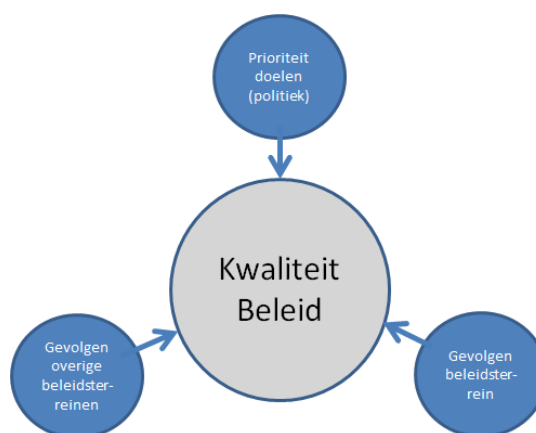 Prioriteit
doelen
(politiek)
Kwaliteit
Beleid
Gevolgen
overige
beleidster-
reinen
Gevolgen
beleidster-
rein